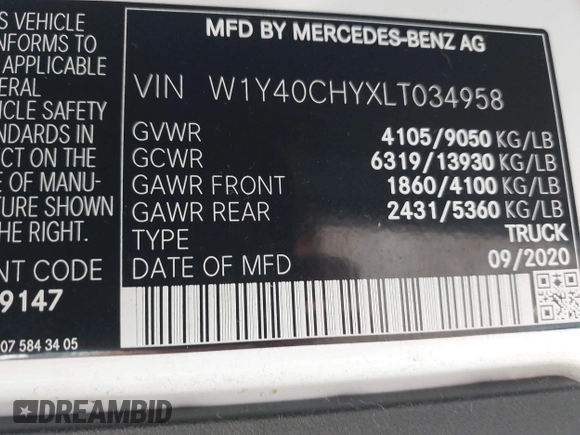 S VEHICLE
NFORMS TO
APPLICABLE
ERAL
VEHICLE
SAFETY
NDARDS IN
CT ON THE
E OF MANU-
TURE SHOWN
THE RIGHT.
NT CODE
9147
07 584 34 05
MFD BY MERCEDES-BENZ AG
VIN W1Y40CHYXLT034958
GVWR 4105/9050 KG/LB
GCWR 6319/13930 KG/LB
GAWR FRONT 1860/4100 KG/LB
GAWR REAR 2431/5360 KG/LB
TYPE TRUCK
DATE OF MFD 09/2020
DREAMBID